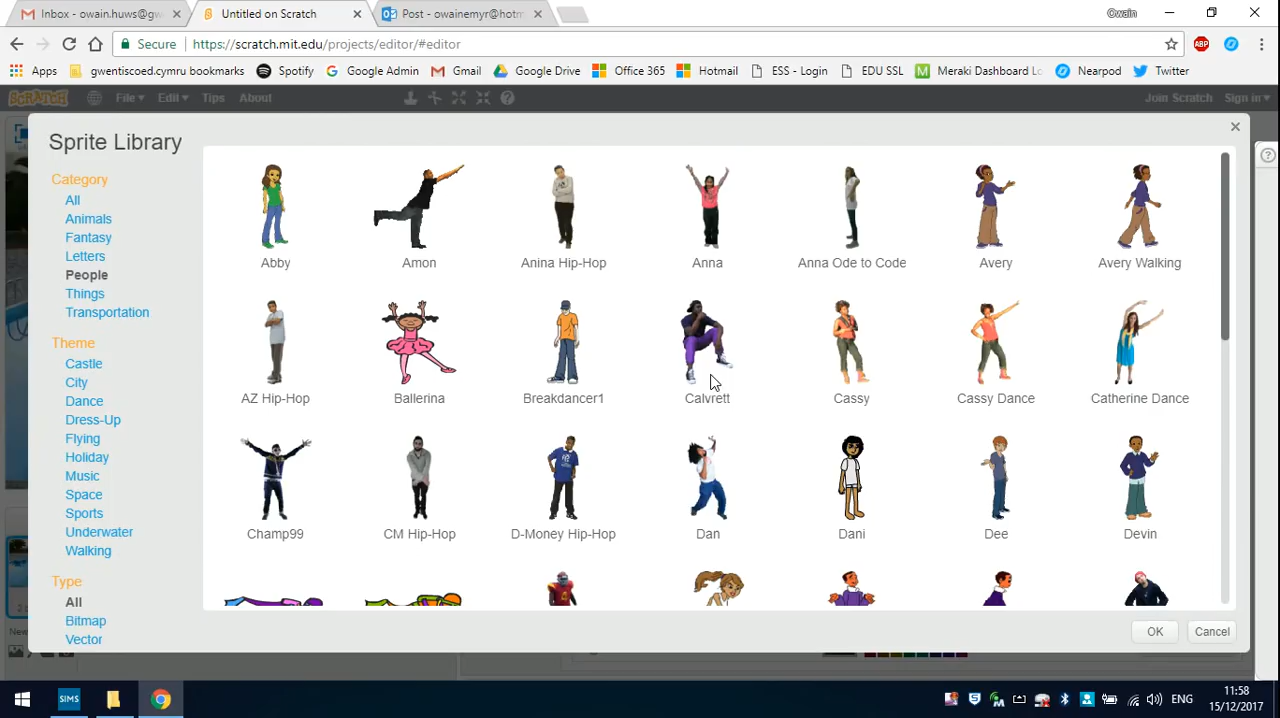 Inbox - owain.huws@gw
Untitled on Scratch
Post - owainemyr@hotm
Owain
Secure
https://scratch.mit.edu/projects/editor/#editor
ABP
Apps
gwentiscoed.cymru bookmarks
Spotify
Google Admin
Gmail
Google Drive
Office 365
Hotmail
ESS - Login
EDU SSL
Meraki Dashboard Lo
Nearpod
Twitter
SCRATCH
File
Edit
Tips
About
Join Scratch
Sign in
Sprite Library
Category
All
Animals
Fantasy
Letters
People
Things
Transportation
Theme
Castle
City
Dance
Dress-Up
Flying
Holiday
Music
Space
Sports
Underwater
Walking
Type
All
Bitmap
Vector
Abby
Amon
Anina Hip-Hop
Anna
Anna Ode to Code
Avery
Avery Walking
AZ Hip-Hop
Ballerina
Breakdancer1
Calvrett
Cassy
Cassy Dance
Catherine Dance
Champ99
CM Hip-Hop
D-Money Hip-Hop
Dan
Dani
Dee
Devin
OK
Cancel
New
SIMS
ENG
11:58
15/12/2017